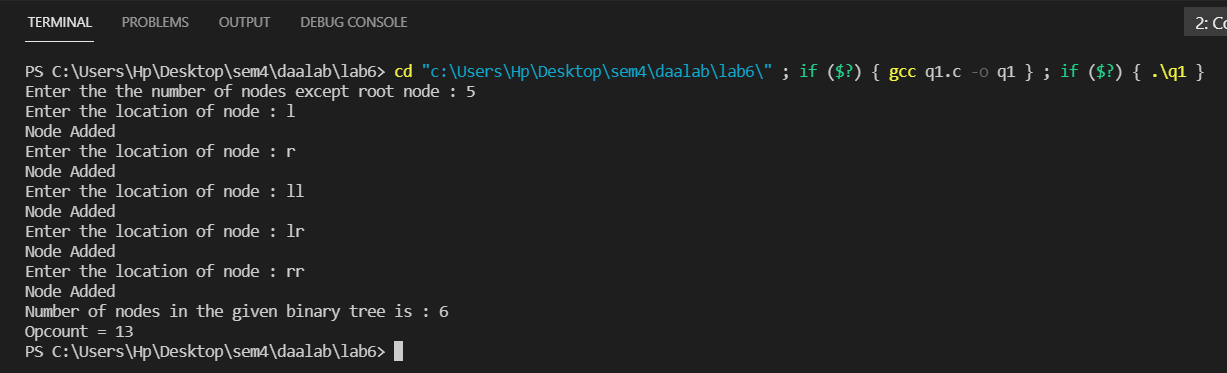 TERMINAL PROBLEMS OUTPUT DEBUG CONSOLE 2:
PS C:\Users\Hp\Desktop\sem4\daalab\lab6> cd "c:\Users\Hp\Desktop\sem4\daalab\lab6\" ; if ($?) { gcc q1.c -o q1 } ; if ($?) { .\q1 }
Enter the the number of nodes except root node : 5
Enter the location of node : l
Node Added
Enter the location of node : r
Node Added
Enter the location of node : ll
Node Added
Enter the location of node : lr
Node Added
Enter the location of node : rr
Node Added
Number of nodes in the given binary tree is : 6
Opcount = 13
PS C:\Users\Hp\Desktop\sem4\daalab\lab6>